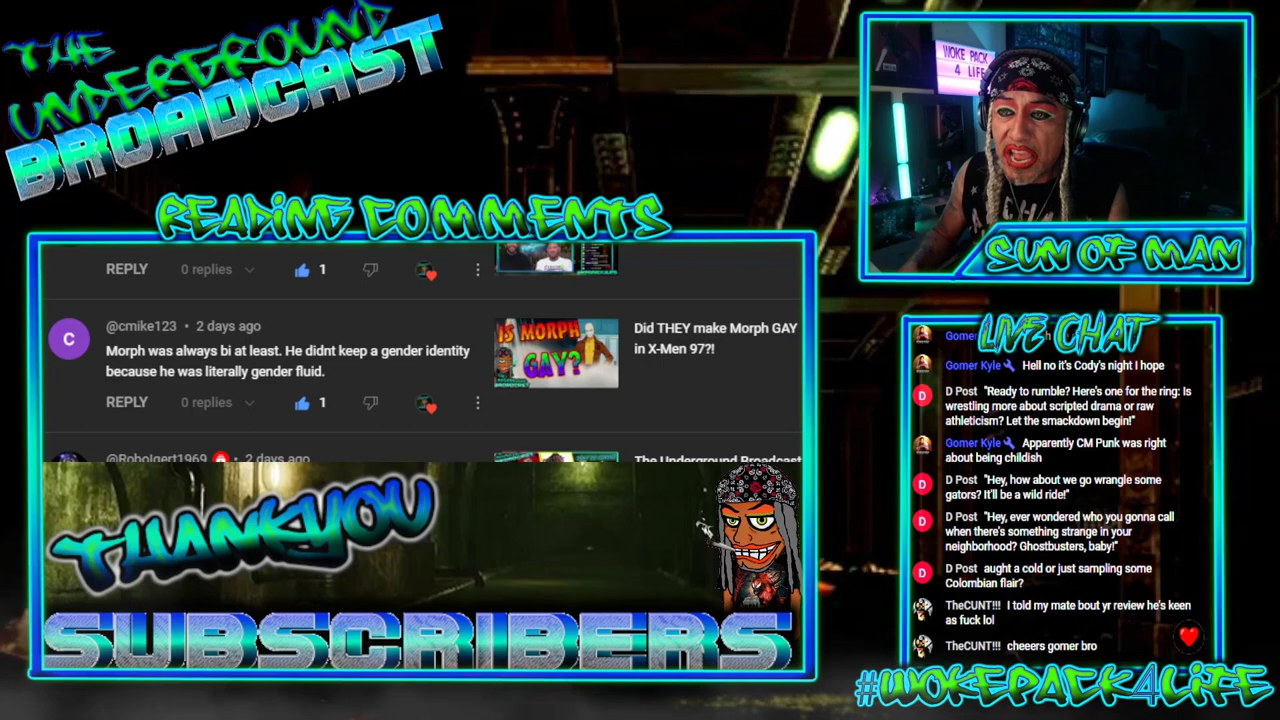 THE
UNDERGROUND
BROADCAST
WOKE PACK
4 LIFE
READING COMMENTS
SUN OF MAN
REPLY 0 replies 1
@cmike123 • 2 days ago
Morph was always bi at least. He didnt keep a gender identity
because he was literally gender fluid.
IS MORPH
GAY?
Did THEY make Morph GAY
in X-Men 97?!
REPLY 0 replies 1
@Robolgert1969 • 2 days ago
The Underground Broadcast
THANKYOU
SUBSCRIBERS
LIVE CHAT
Gomer
Gomer Kyle Hell no it's Cody's night I hope
D D Post "Ready to rumble? Here's one for the ring: Is
wrestling more about scripted drama or raw
athleticism? Let the smackdown begin!"
Gomer Kyle Apparently CM Punk was right
about being childish
D D Post "Hey, how about we go wrangle some
gators? It'll be a wild ride!"
D D Post "Hey, ever wondered who you gonna call
when there's something strange in your
neighborhood? Ghostbusters, baby!"
D D Post aught a cold or just sampling some
Colombian flair?
TheCUNT!!! I told my mate bout yr review he's keen
as fuck lol
TheCUNT!!! cheeers gomer bro
#WOKEPACK4LIFE